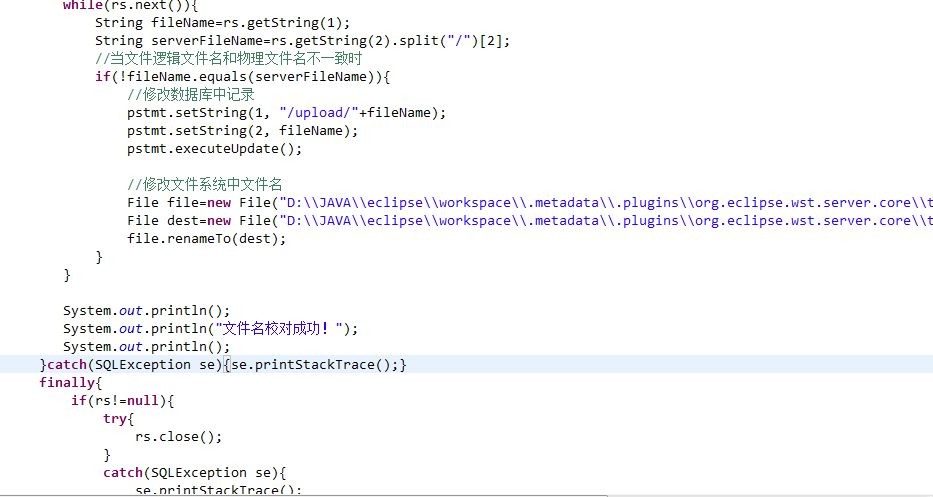 while(rs.next()){
String fileName=rs.getString(1);
String serverFileName=rs.getString(2).split("/")[2];
//当文件逻辑文件名和物理文件名不一致时
if(!fileName.equals(serverFileName)){
//修改数据库中记录
pstmt.setString(1, "/upload/"+fileName);
pstmt.setString(2, fileName);
pstmt.executeUpdate();
//修改文件系统中文件名
File file=new File("D:\\JAVA\\eclipse\\workspace\\.metadata\\.plugins\\org.eclipse.wst.server.core\\t
File dest=new File("D:\\JAVA\\eclipse\\workspace\\.metadata\\.plugins\\org.eclipse.wst.server.core\\t
file.renameTo(dest);
}
}
System.out.println();
System.out.println("文件名校对成功！");
System.out.println();
}catch(SQLException se){se.printStackTrace();}
finally{
if(rs!=null){
try{
rs.close();
}
catch(SQLException se){
se.printStackTrace();